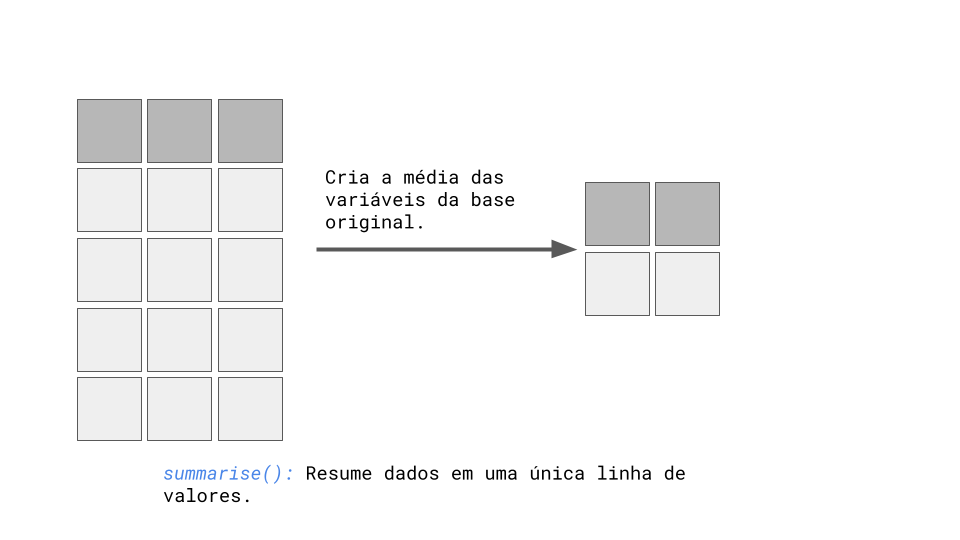 Cria a média das
variáveis da base
original.
summarise(): Resume dados em uma única linha de
valores.